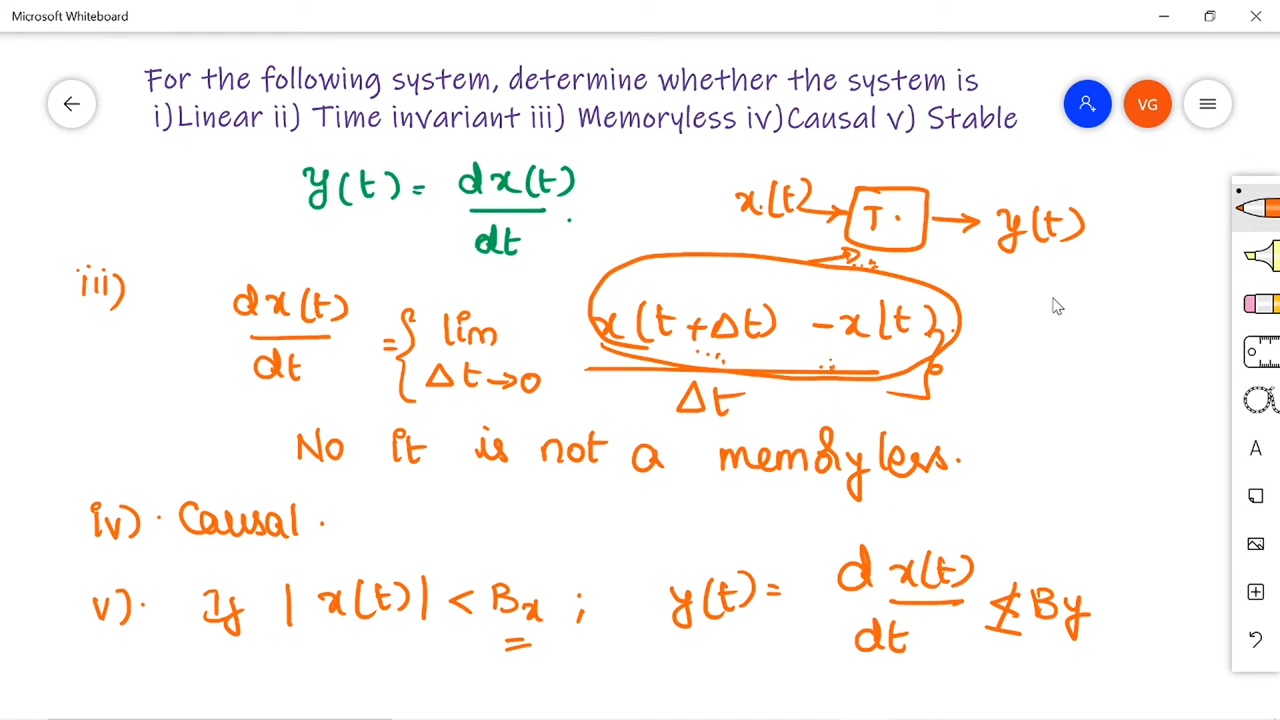 Microsoft Whiteboard
For the following system, determine whether the system is
i)Linear ii) Time invariant iii) Memoryless iv)Causal v) Stable
VG
y(t) = dx(t)/dt
x(t) → T → y(t)
iii)
dx(t)/dt = { lim Δt→0 x(t+Δt) - x(t) / Δt
No it is not a memoryless.
iv). Causal.
v). If |x(t)| < Bx ; y(t) = d x(t)/dt ≮ By
A